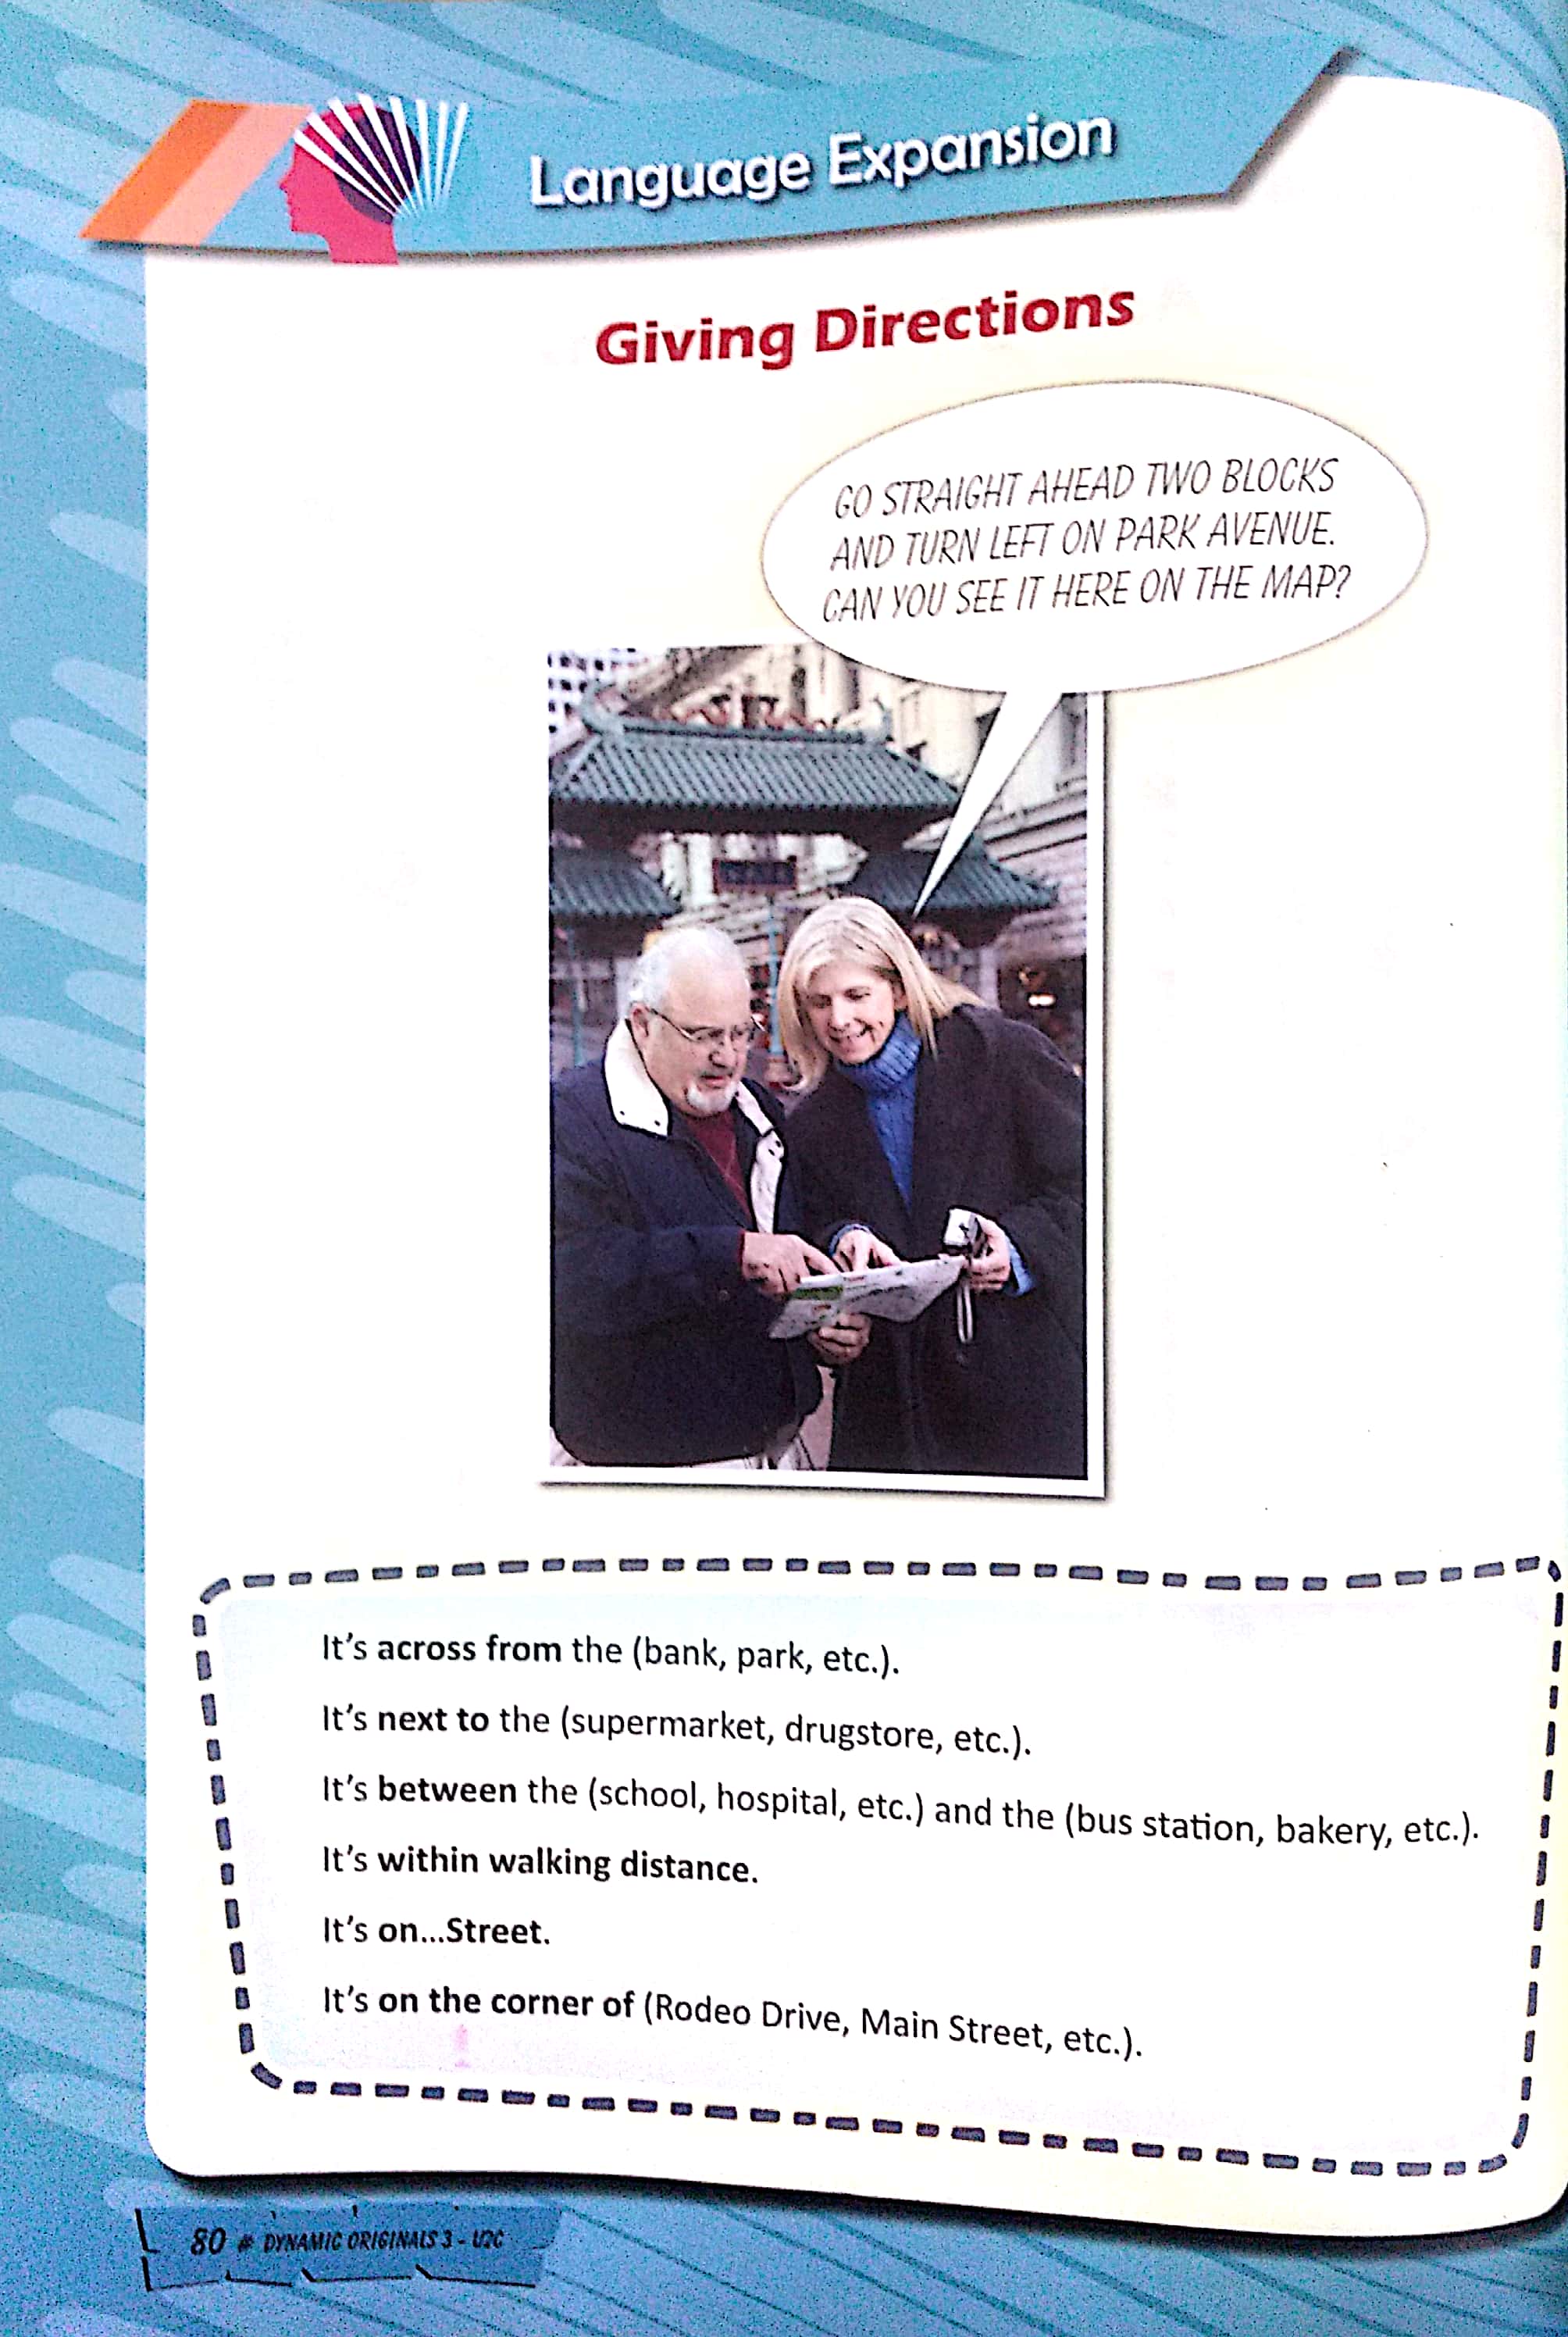 Language Expansion
Giving Directions
GO STRAIGHT AHEAD TWO BLOCKS
AND TURN LEFT ON PARK AVENUE.
CAN YOU SEE IT HERE ON THE MAP?
It's across from the (bank, park, etc.).
It's next to the (supermarket, drugstore, etc.).
It's between the (school, hospital, etc.) and the (bus station, bakery, etc.).
It's within walking distance.
It's on...Street.
It's on the corner of (Rodeo Drive, Main Street, etc.).
80 # DYNAMIC ORIGINALS 3 - U2C